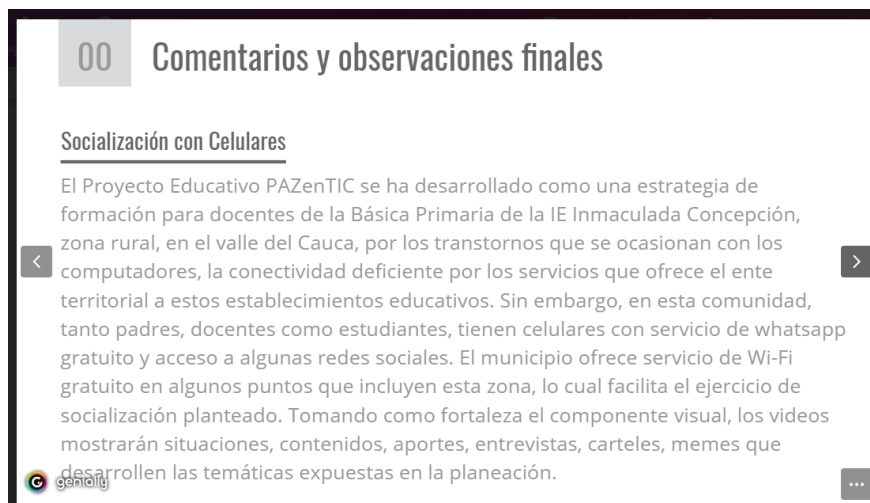 00 Comentarios y observaciones finales
Socialización con Celulares
El Proyecto Educativo PAZenTIC se ha desarrollado como una estrategia de
formación para docentes de la Básica Primaria de la IE Inmaculada Concepción,
zona rural, en el valle del Cauca, por los transtornos que se ocasionan con los
computadores, la conectividad deficiente por los servicios que ofrece el ente
territorial a estos establecimientos educativos. Sin embargo, en esta comunidad,
tanto padres, docentes como estudiantes, tienen celulares con servicio de whatsapp
gratuito y acceso a algunas redes sociales. El municipio ofrece servicio de Wi-Fi
gratuito en algunos puntos que incluyen esta zona, lo cual facilita el ejercicio de
socialización planteado. Tomando como fortaleza el componente visual, los videos
mostrarán situaciones, contenidos, aportes, entrevistas, carteles, memes que
desarrollen las temáticas expuestas en la planeación.
genially